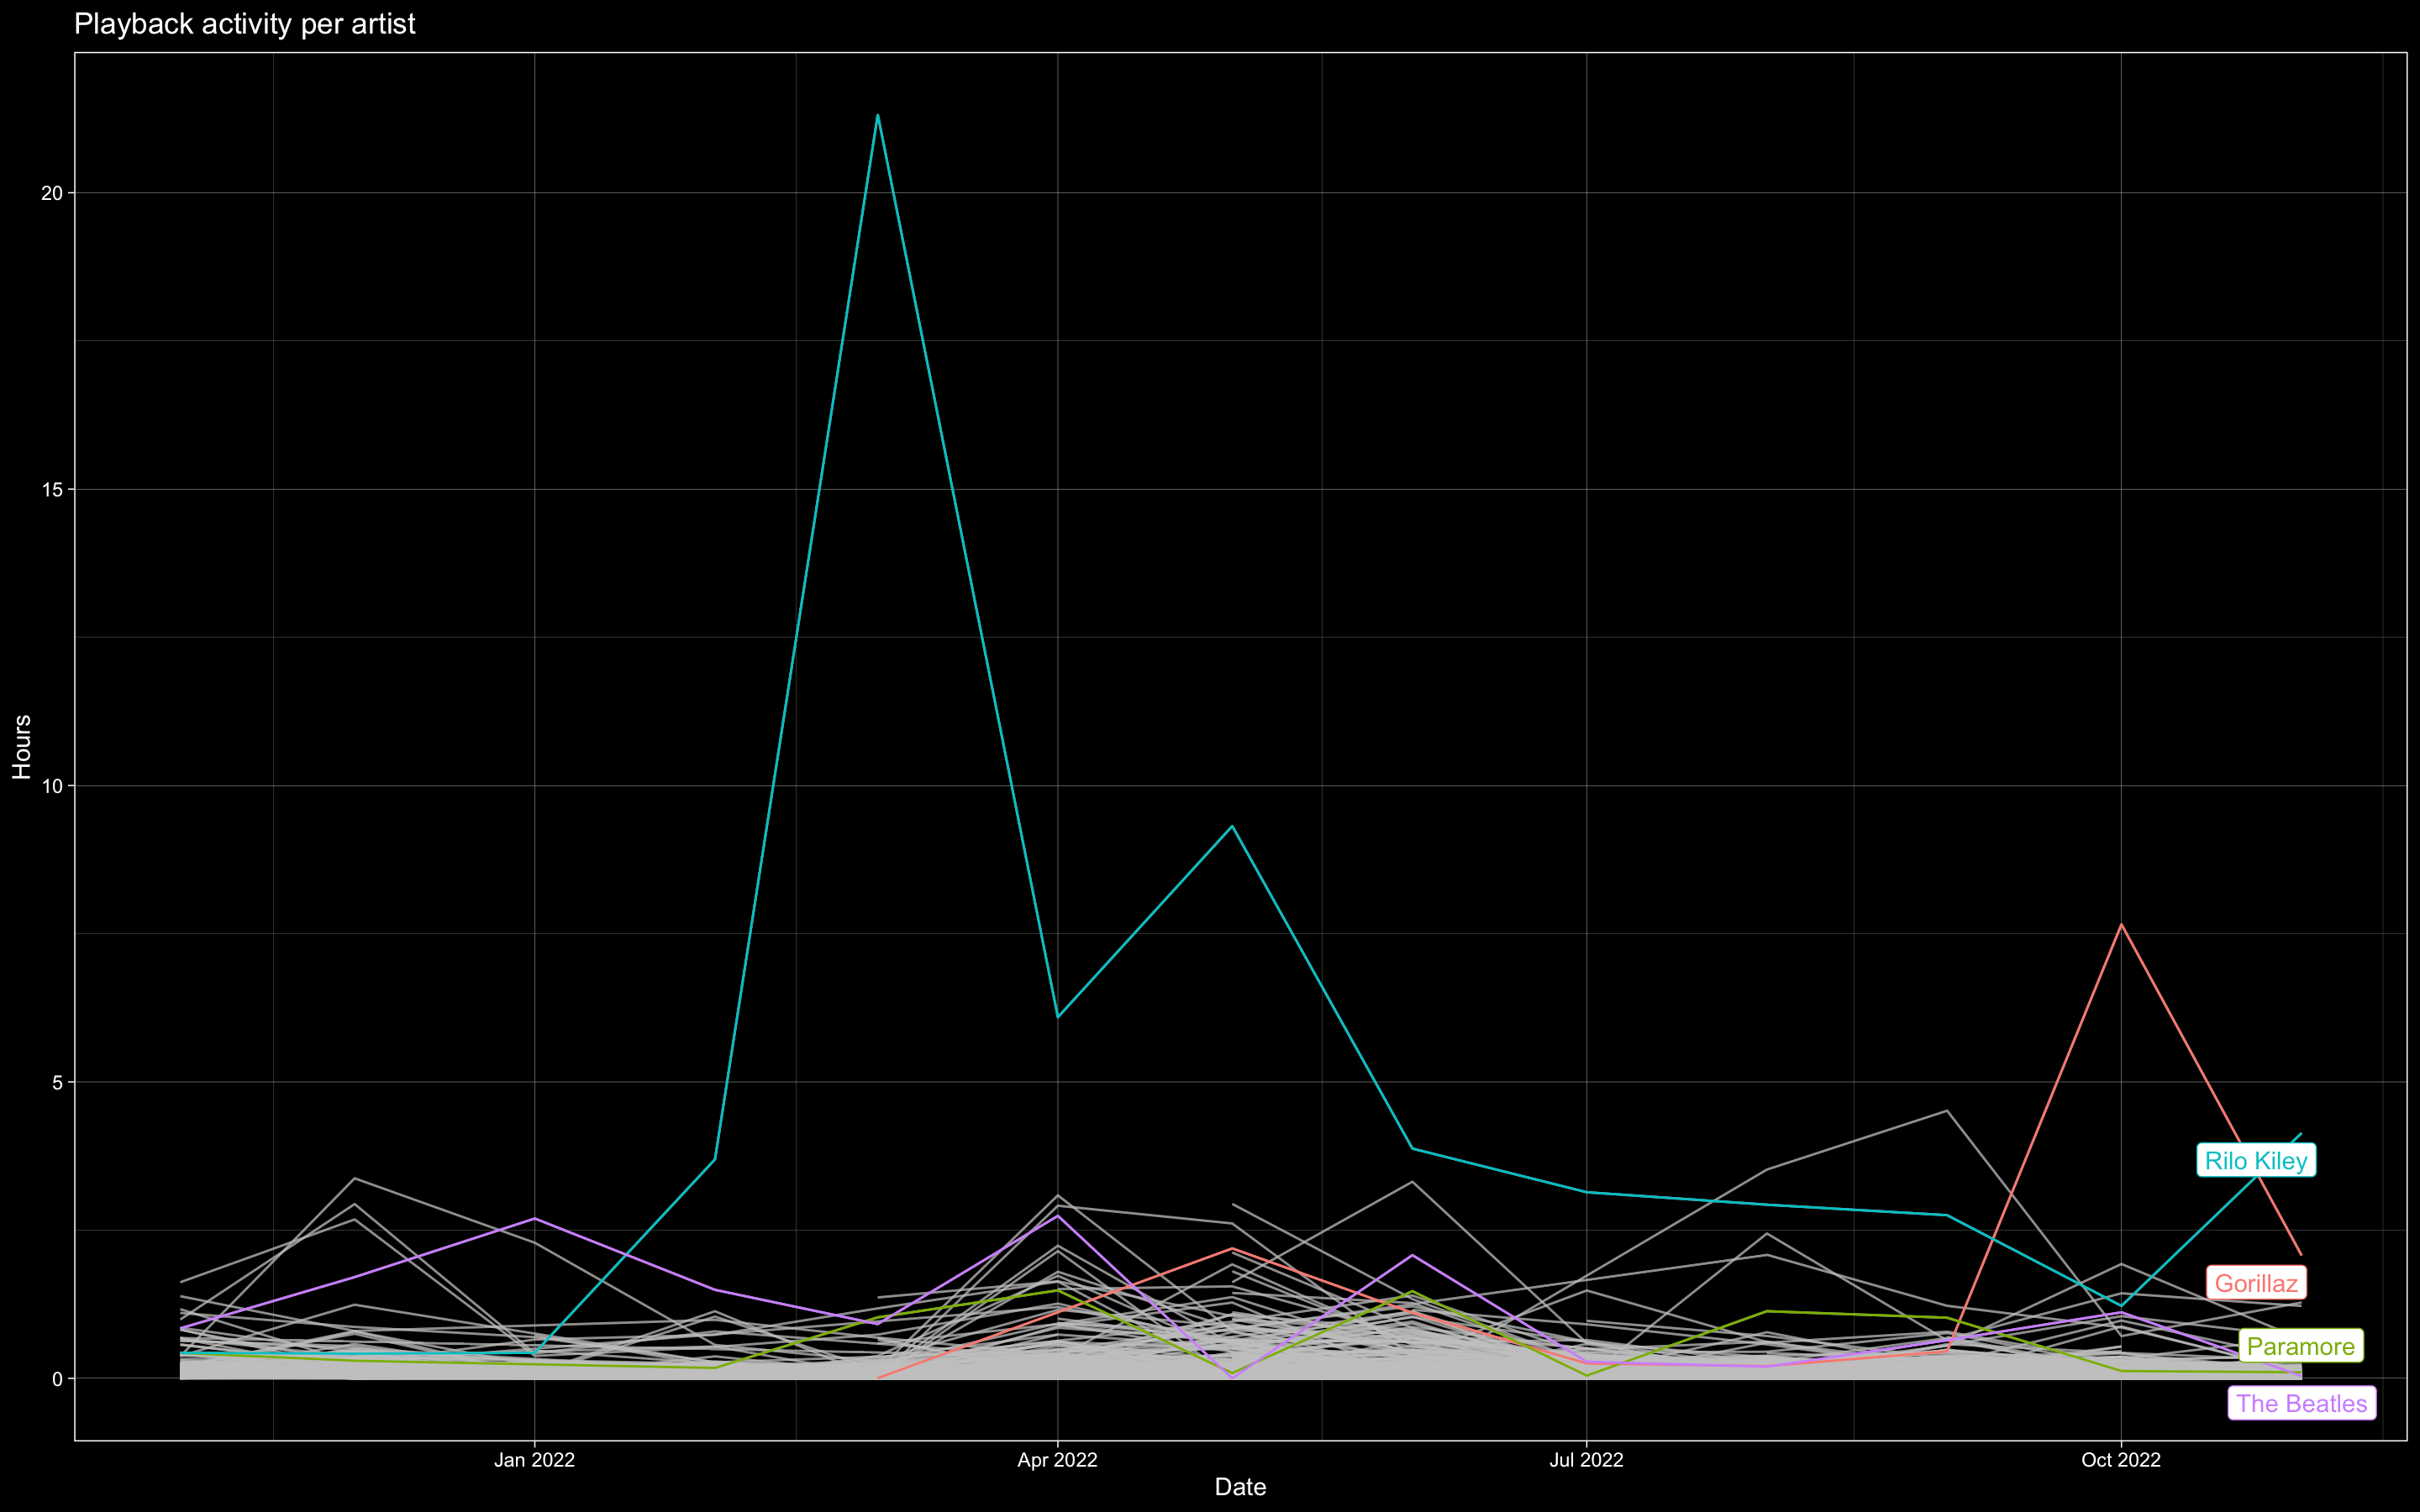 Playback activity per artist
20
15
10
5
0
Hours
Rilo Kiley
Gorillaz
Paramore
The Beatles
Jan 2022
Apr 2022
Jul 2022
Oct 2022
Date